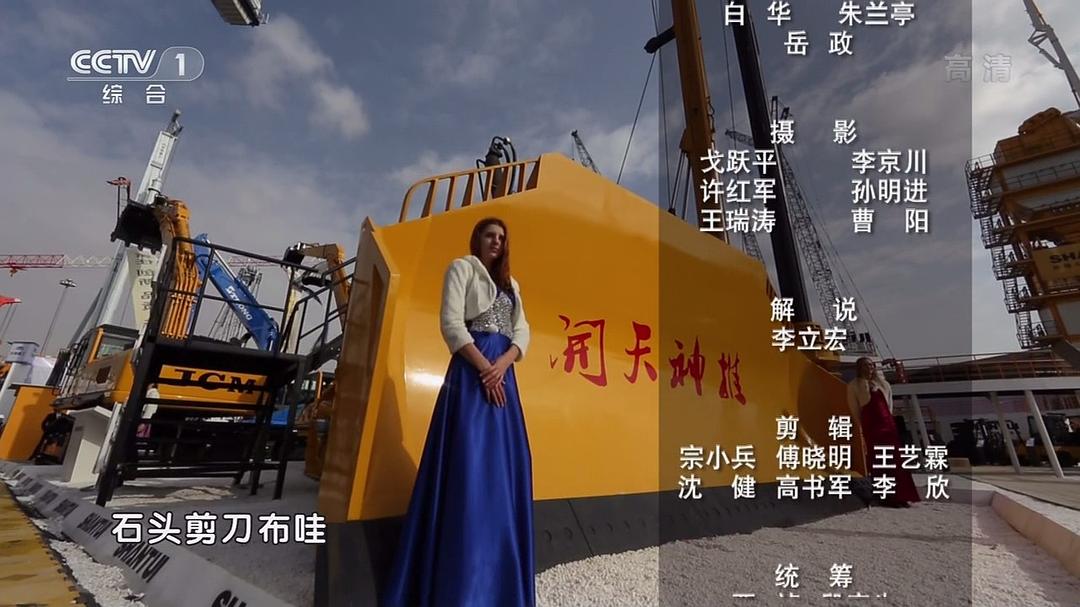 CCTV 1
综合
高清
白华 朱兰亭
岳政
摄影
戈跃平 李京川
许红军 孙明进
王瑞涛 曹阳
解说
李立宏
剪辑
宗小兵 傅晓明 王艺霖
沈健 高书军 李欣
统筹
開天神推
JCM
SHANTUI
石头剪刀布哇